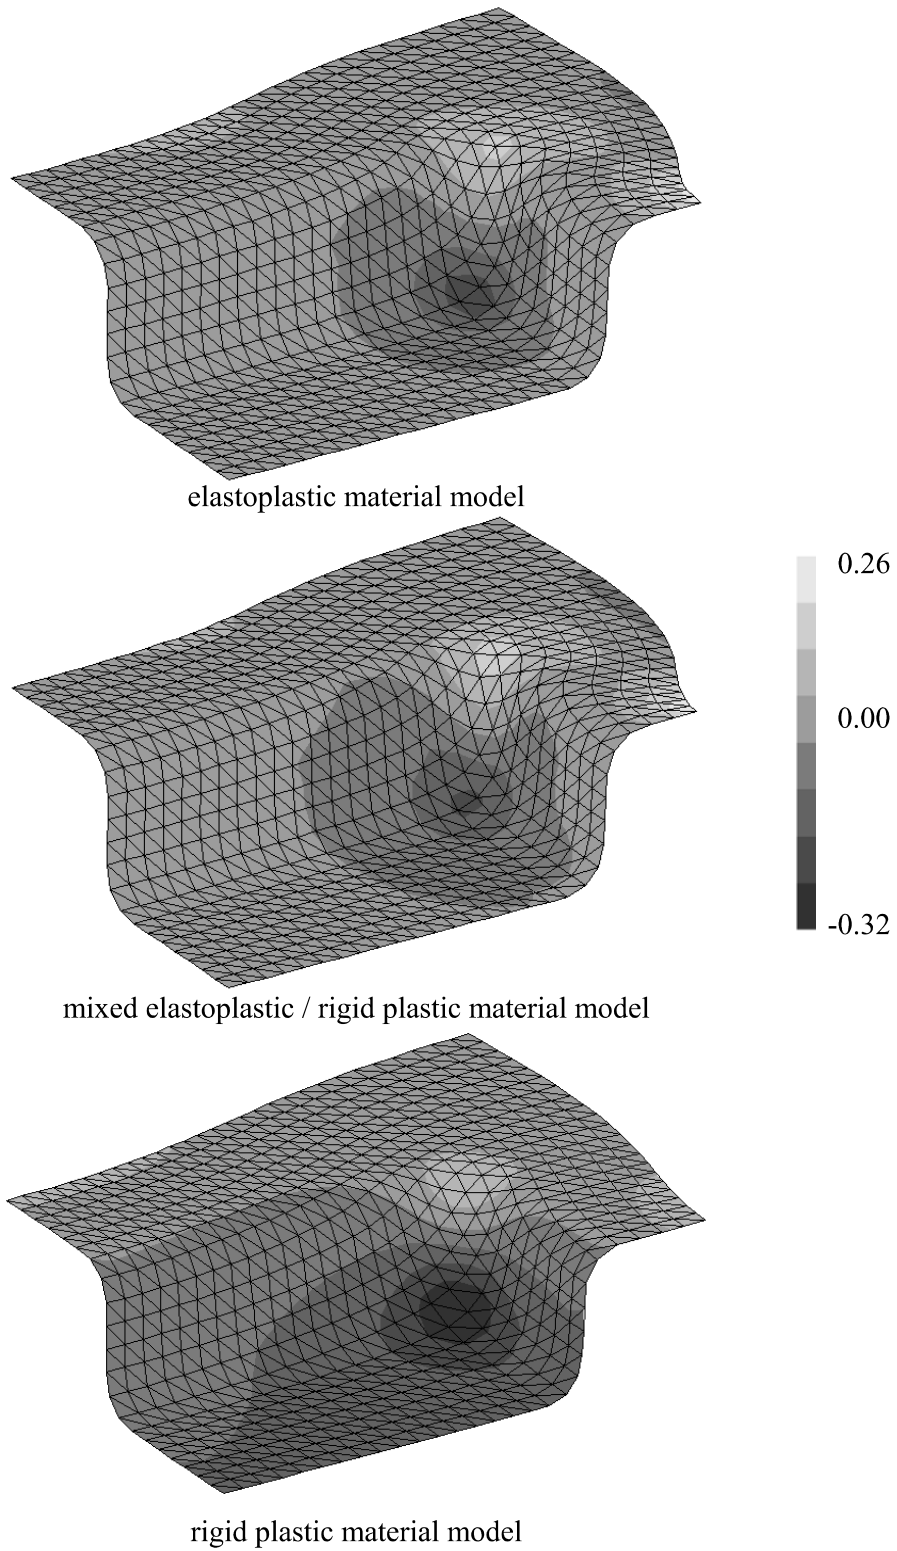 elastoplastic material model
0.26
0.00
-0.32
mixed elastoplastic / rigid plastic material model
rigid plastic material model